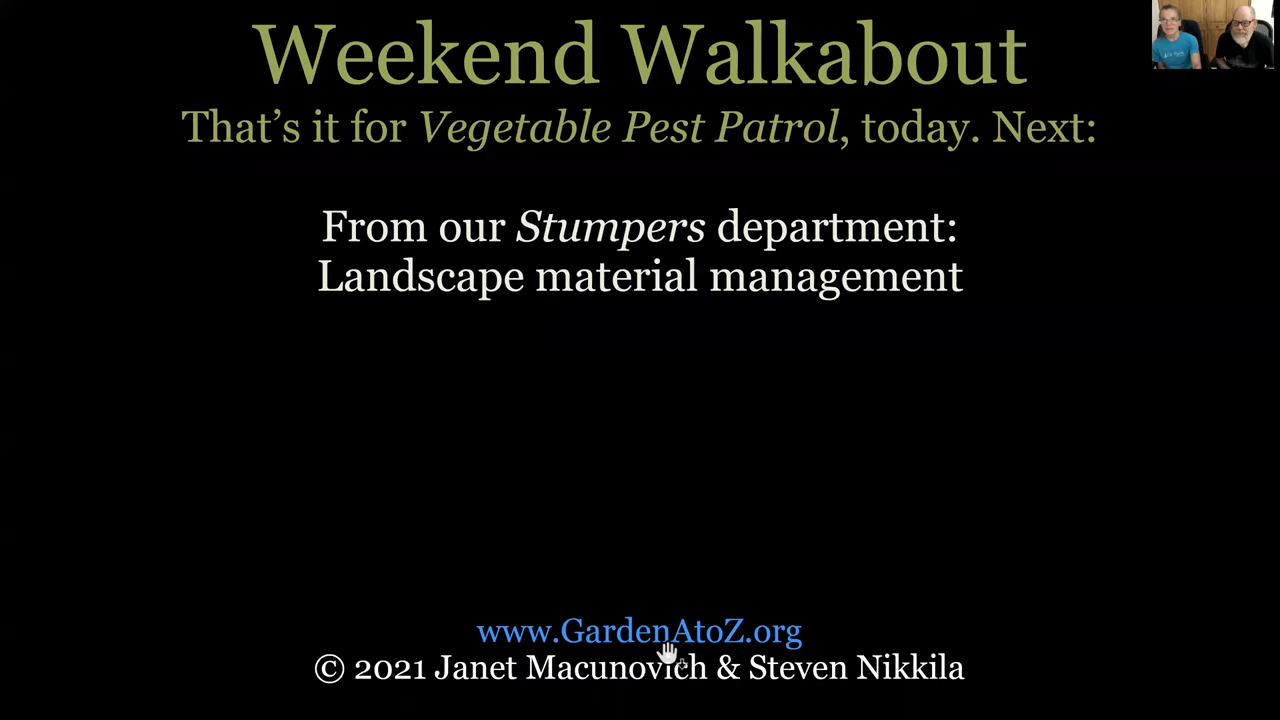 Weekend Walkabout
That's it for Vegetable Pest Patrol, today. Next:
From our Stumpers department:
Landscape material management
www.GardenAtoZ.org
© 2021 Janet Macunovich & Steven Nikkila